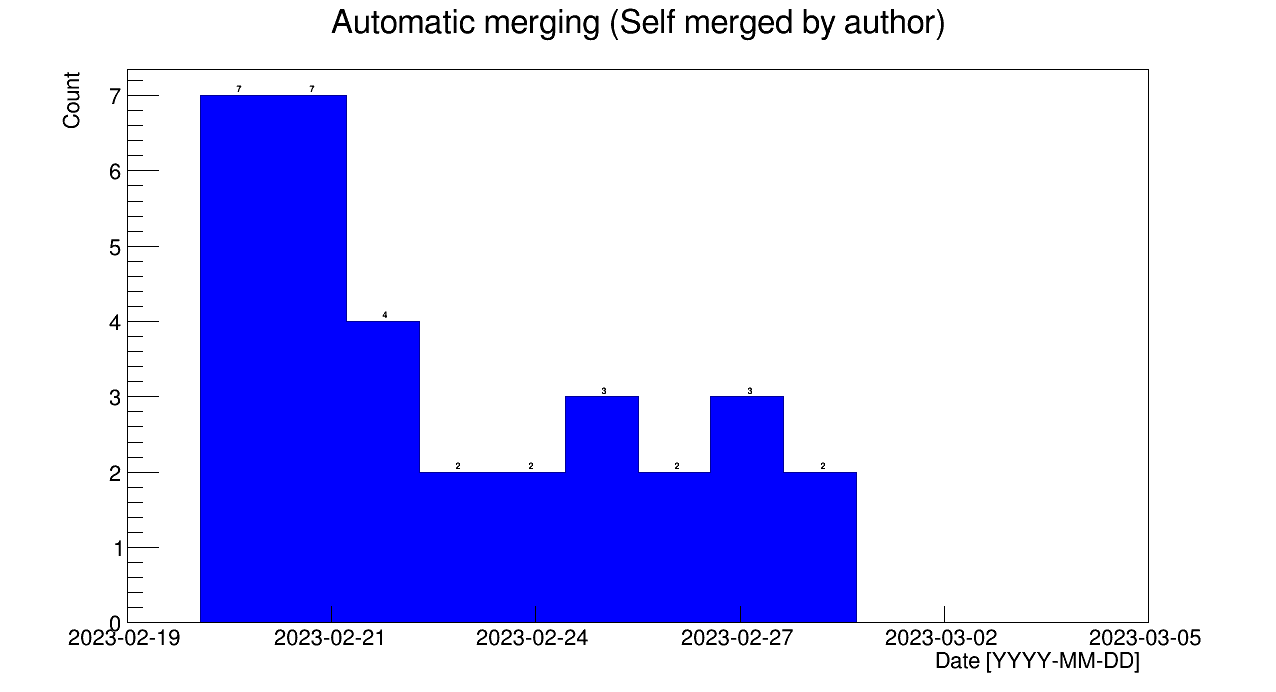 Automatic merging (Self merged by author)
Count
7
6
5
4
3
2
1
0
7 7 4 2 2 3 2 3 2
2023-02-19 2023-02-21 2023-02-24 2023-02-27 2023-03-02 2023-03-05
Date [YYYY-MM-DD]